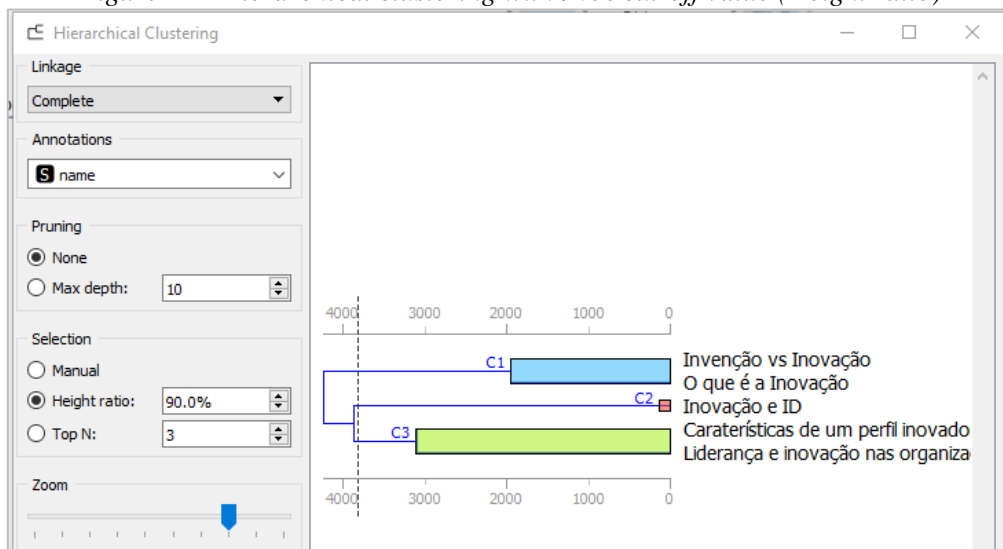 Hierarchical Clustering
Linkage
Complete
Annotations
S name
Pruning
None
Max depth: 10
Selection
Manual
Height ratio: 90.0%
Top N: 3
Zoom
4000 3000 2000 1000 0
C1
Invenção vs Inovação
O que é a Inovação
C2
Inovação e ID
C3
Caraterísticas de um perfil inovado
Liderança e inovação nas organiza
4000 3000 2000 1000 0